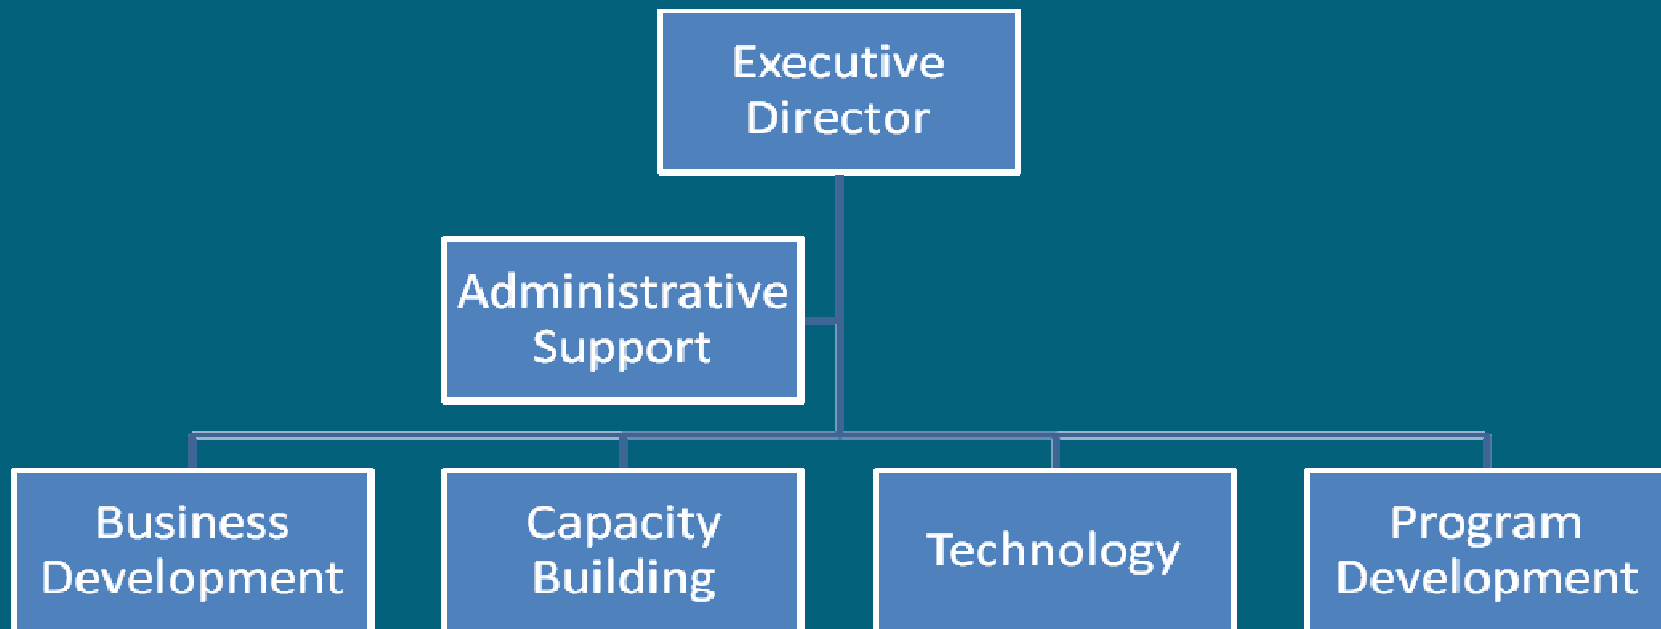 Executive
Director
Administrative
Support
Business
Development
Capacity
Building
Technology
Program
Development